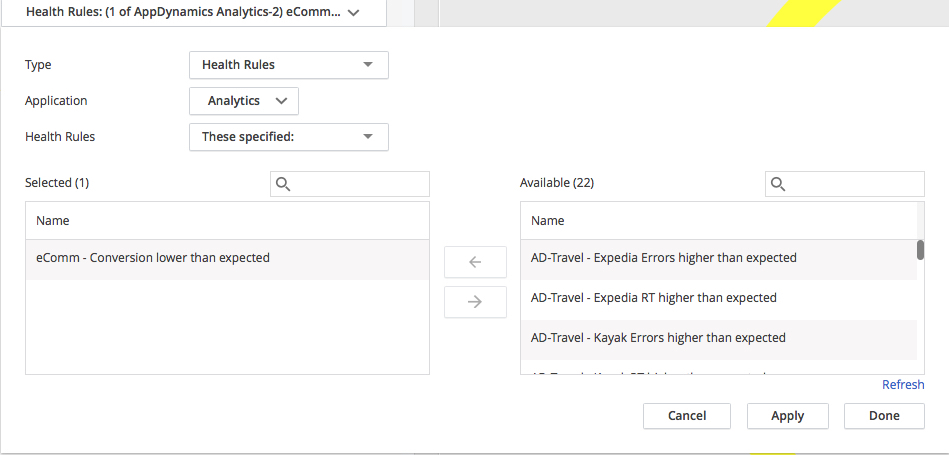 Health Rules: (1 of AppDynamics Analytics-2) eComm...
Type
Health Rules
Application
Analytics
Health Rules
These specified:
Selected (1)
Available (22)
Name
Name
eComm - Conversion lower than expected
AD-Travel - Expedia Errors higher than expected
AD-Travel - Expedia RT higher than expected
AD-Travel - Kayak Errors higher than expected
Refresh
Cancel
Apply
Done